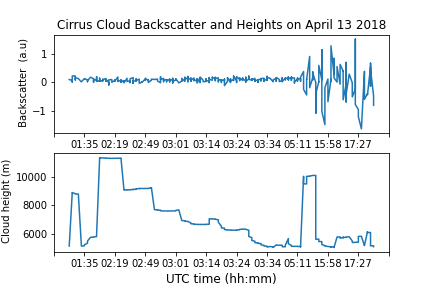 Cirrus Cloud Backscatter and Heights on April 13 2018
Backscatter (a.u)
1
0
−1
01:35 02:19 02:49 03:01 03:14 03:24 03:34 05:11 15:58 17:27
Cloud height (m)
10000
8000
6000
01:35 02:19 02:49 03:01 03:14 03:24 03:34 05:11 15:58 17:27
UTC time (hh:mm)